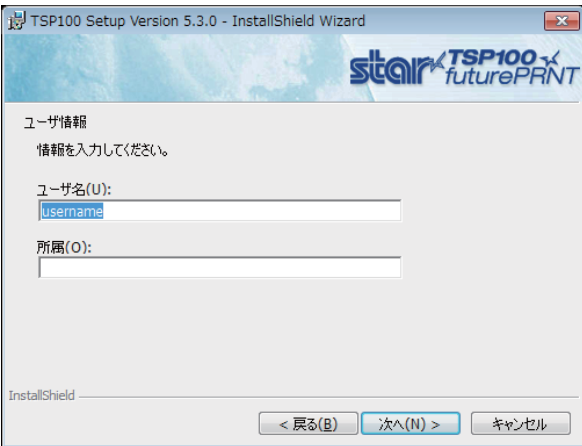 TSP100 Setup Version 5.3.0 - InstallShield Wizard
star TSP100
futurePRNT
ユーザ情報
情報を入力してください。
ユーザ名(U):
username
所属(O):
InstallShield
< 戻る(B)
次へ(N) >
キャンセル